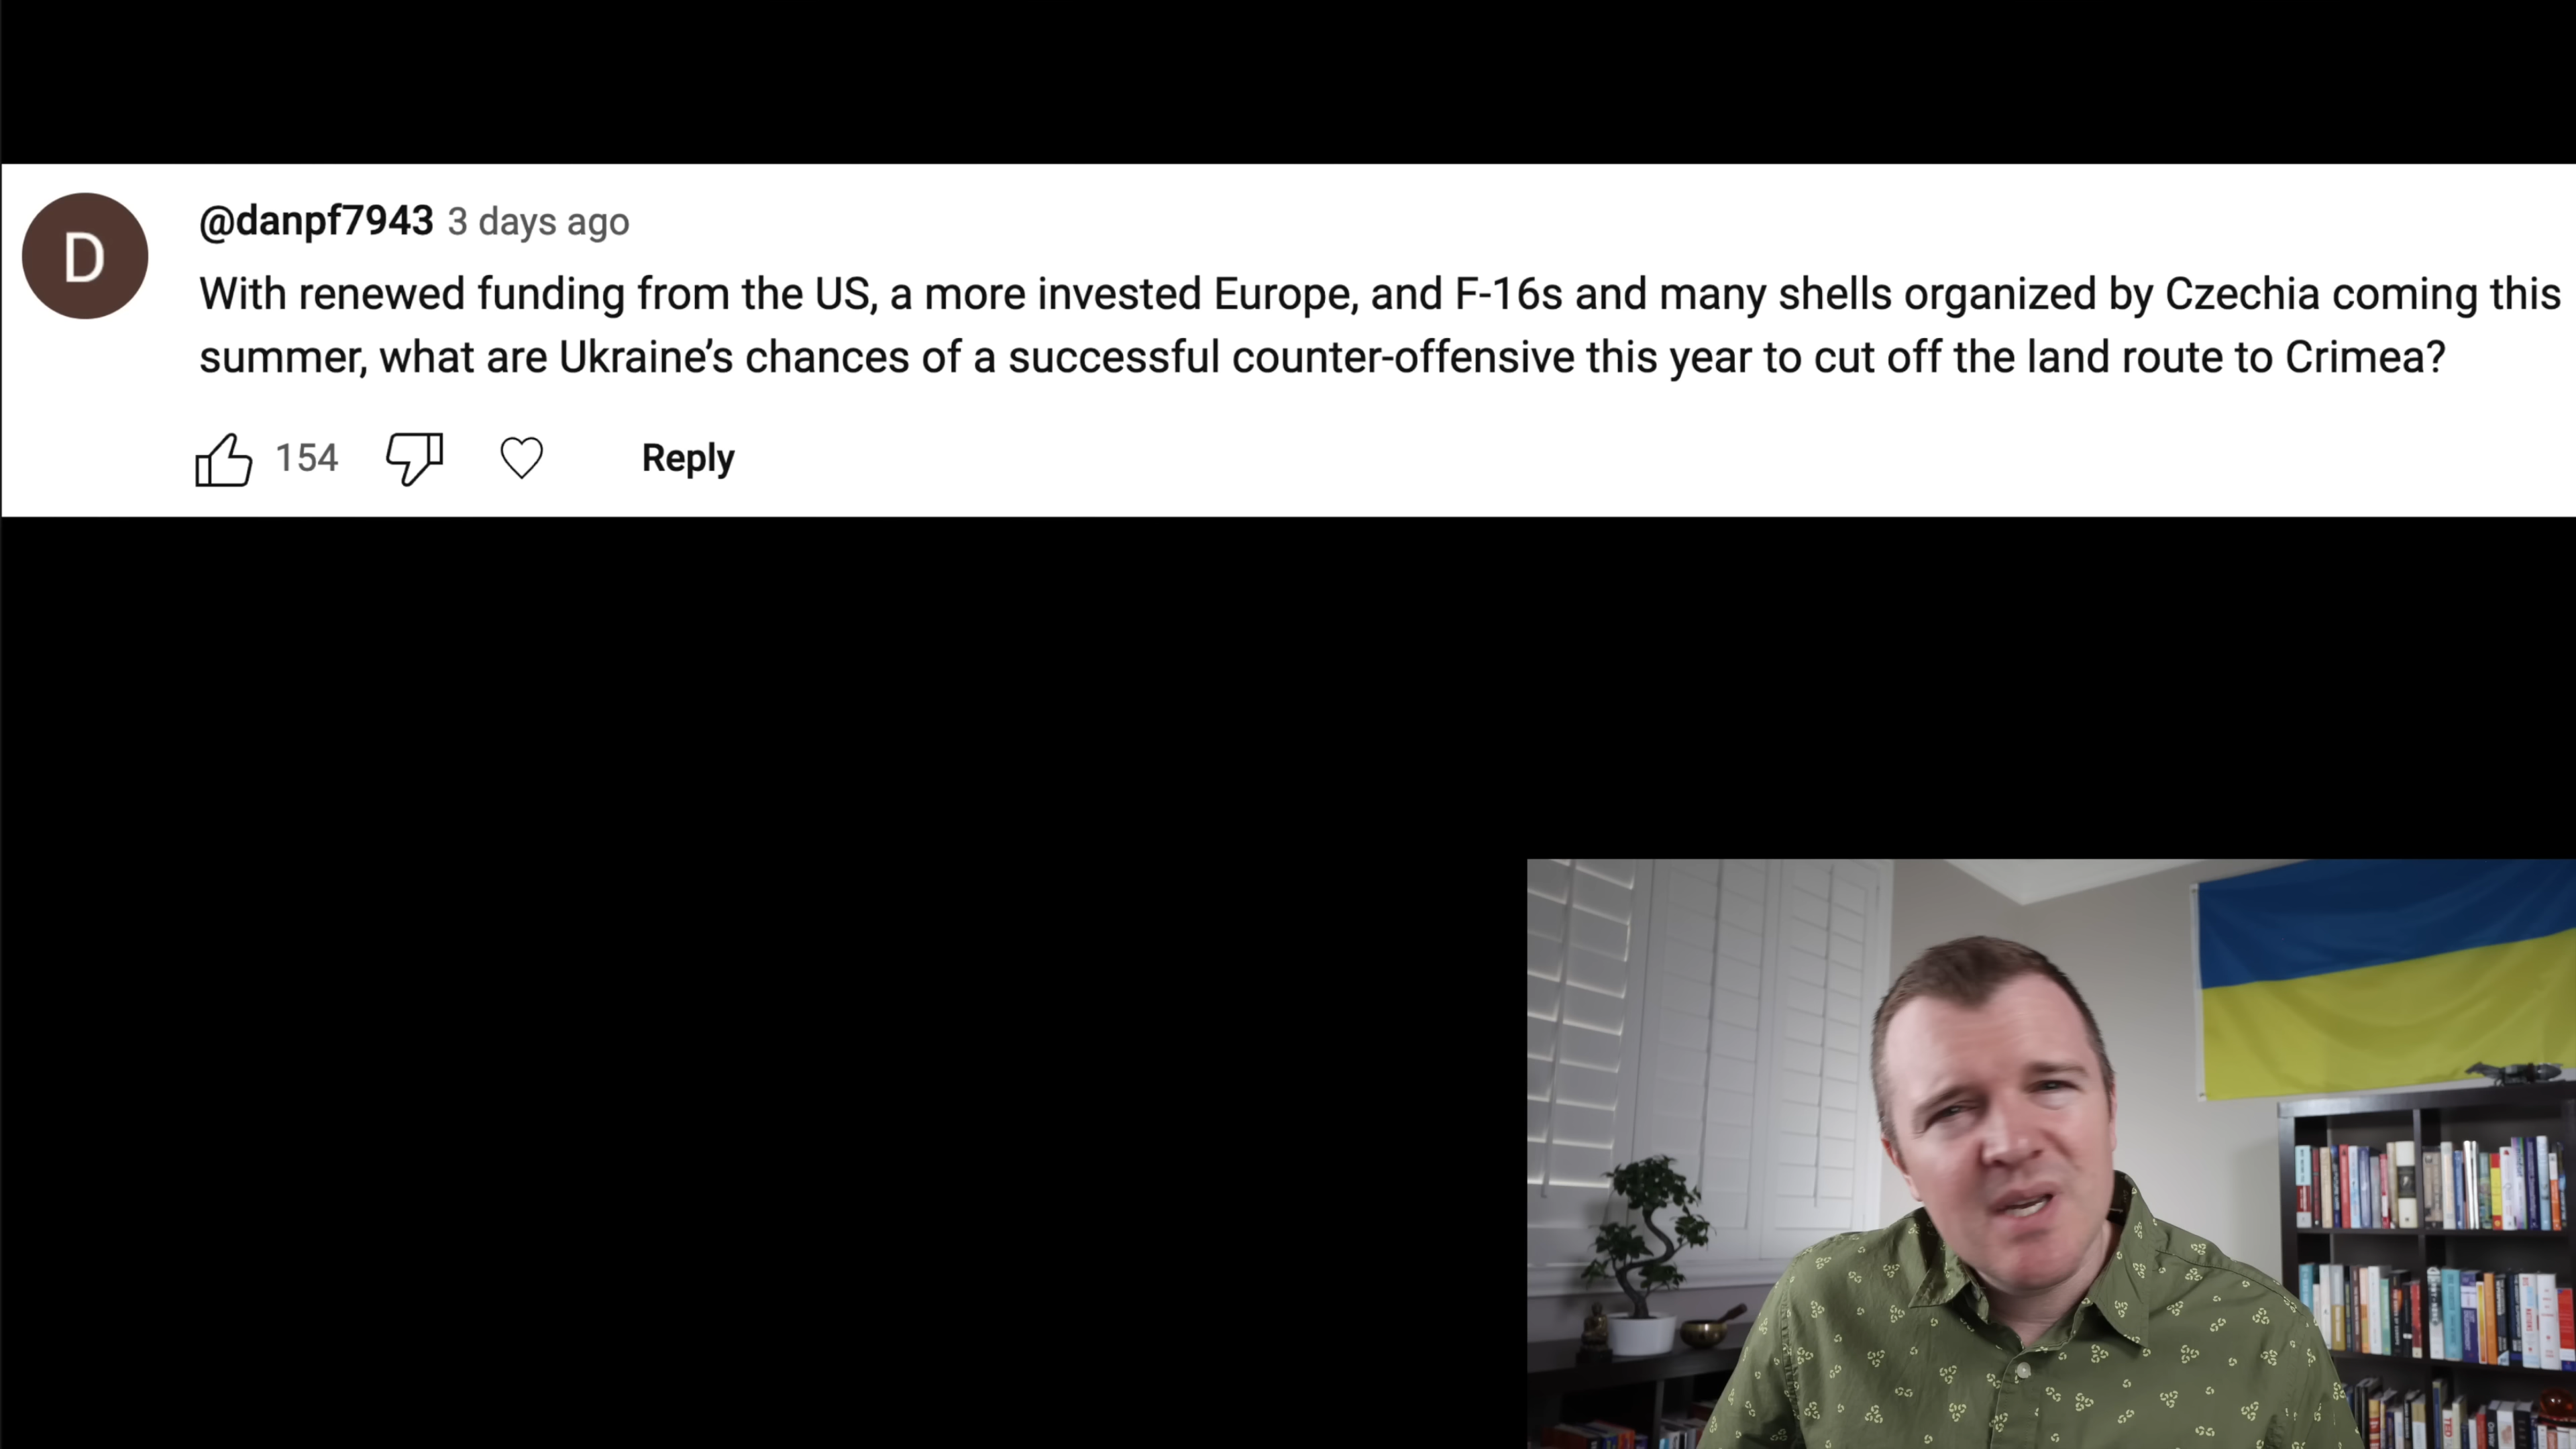 D
@danpf7943 3 days ago
With renewed funding from the US, a more invested Europe, and F-16s and many shells organized by Czechia coming this
summer, what are Ukraine’s chances of a successful counter-offensive this year to cut off the land route to Crimea?
154
Reply